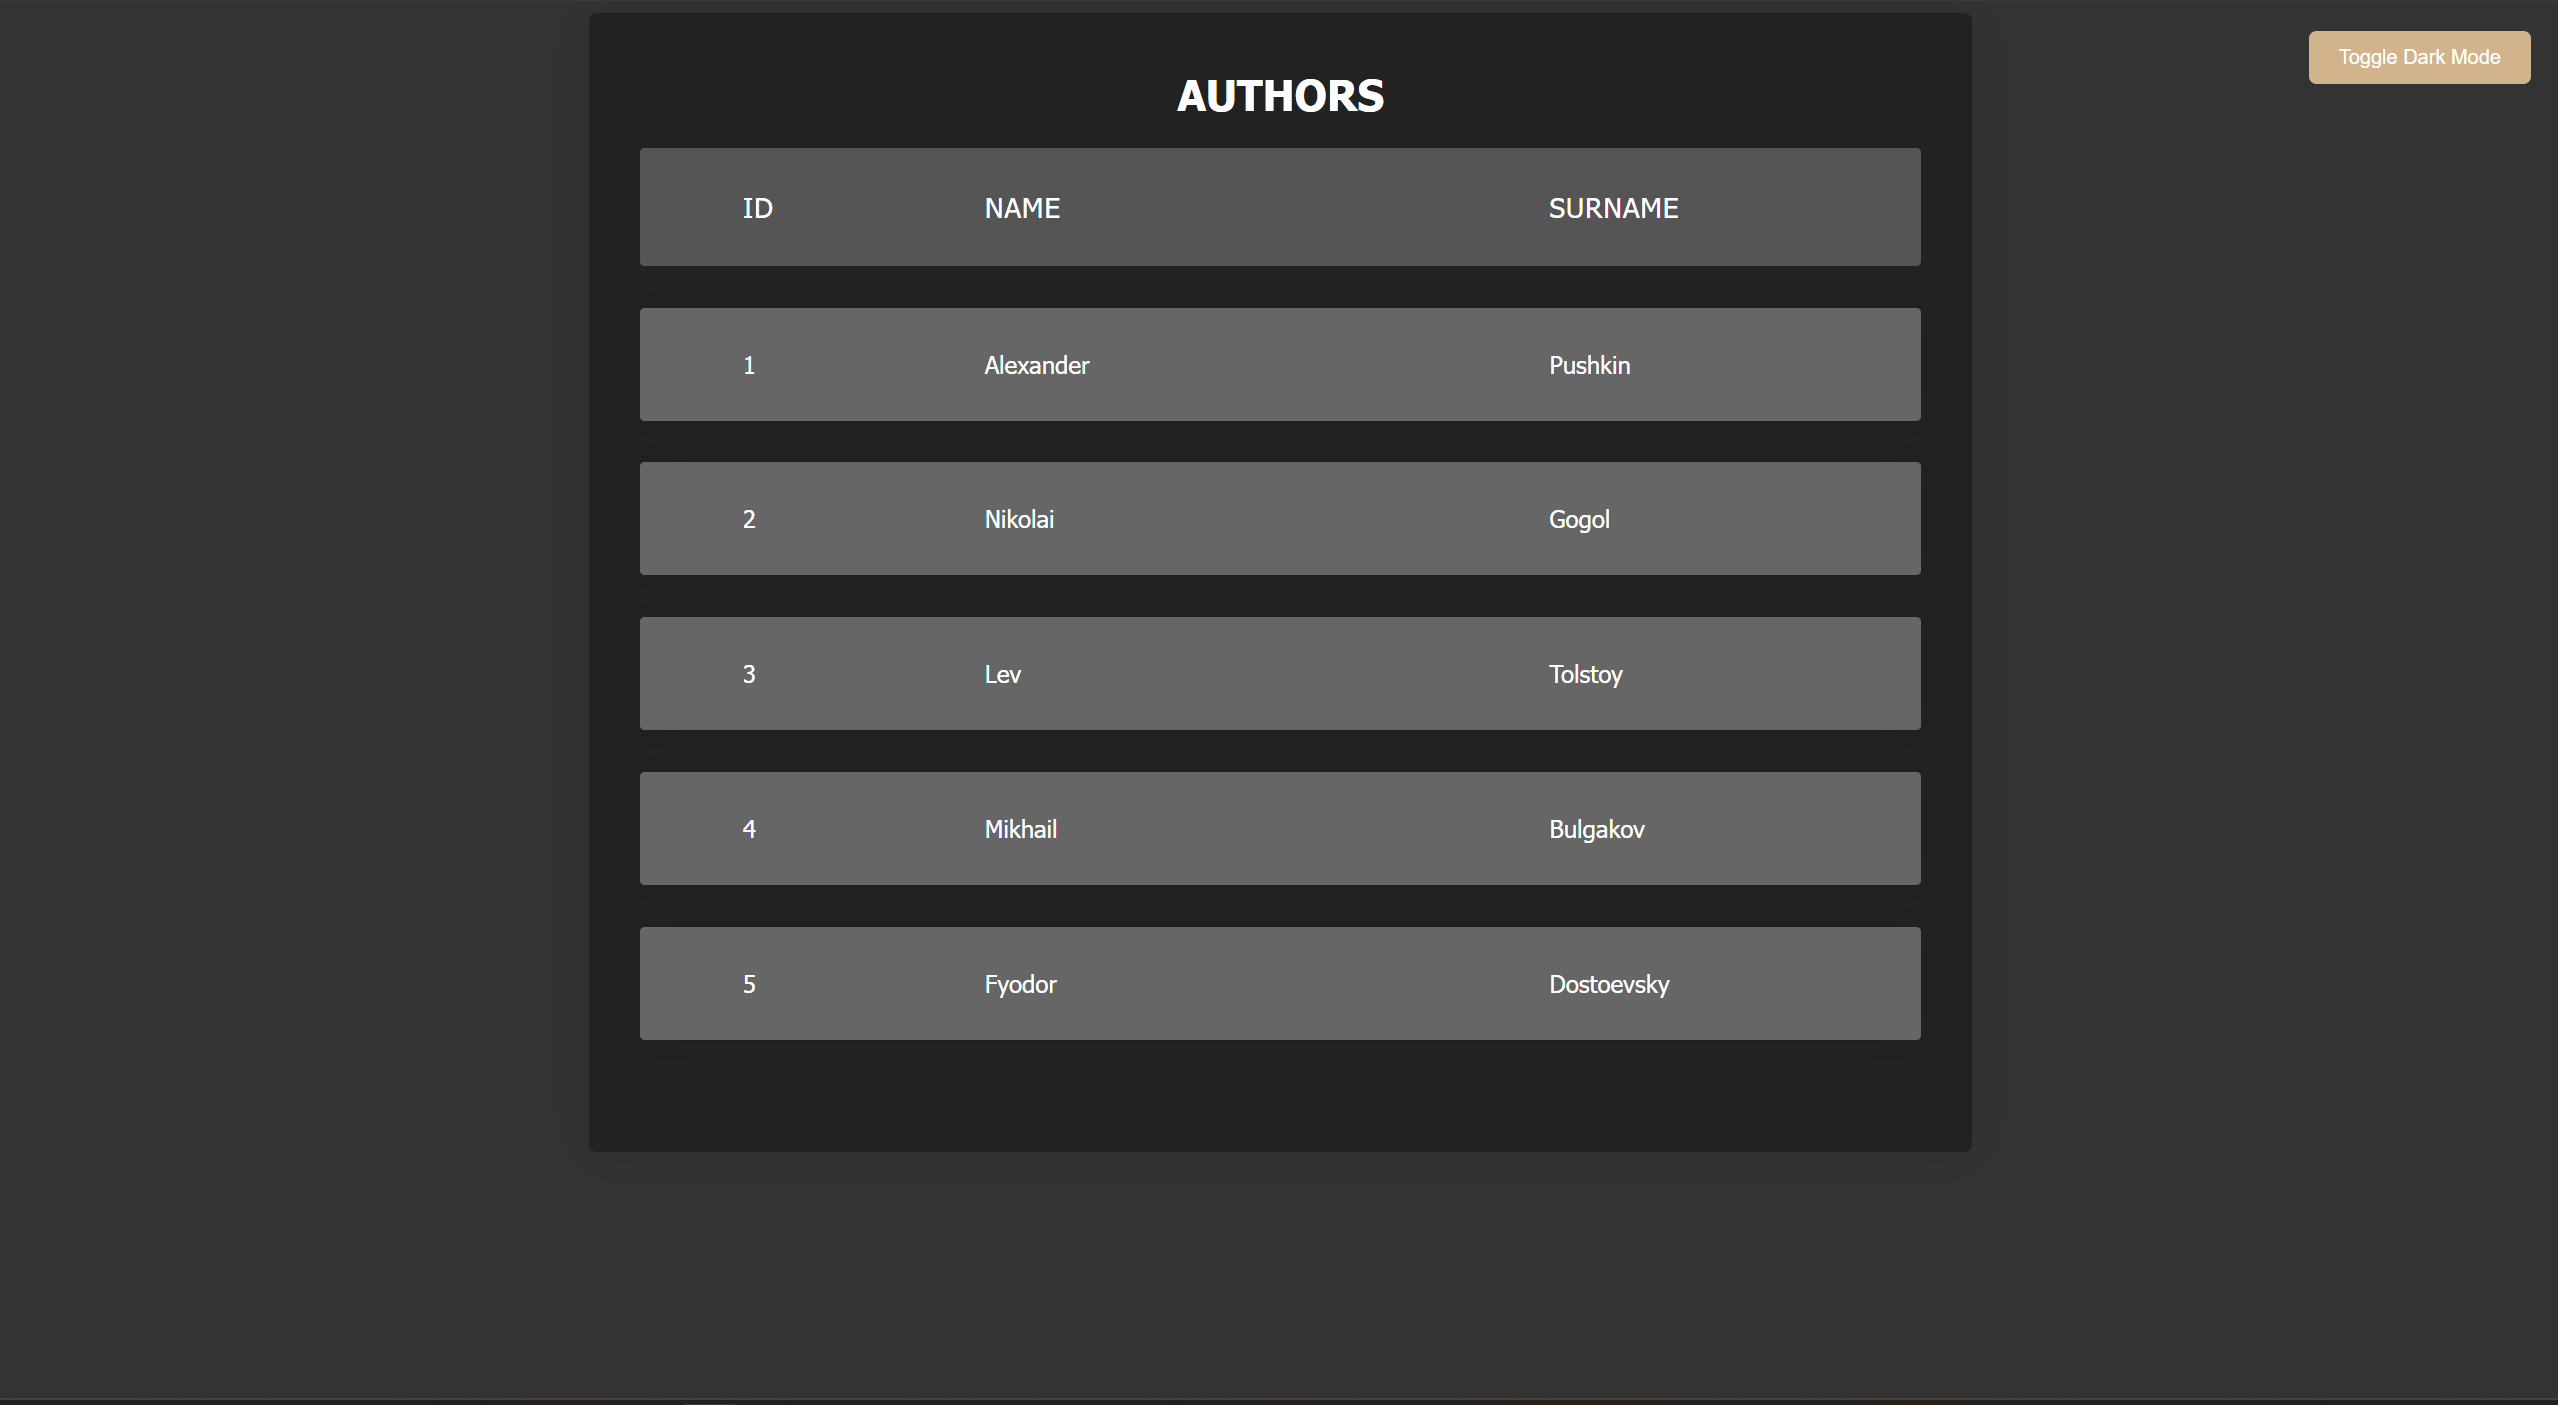 Toggle Dark Mode
AUTHORS
ID NAME SURNAME
1 Alexander Pushkin
2 Nikolai Gogol
3 Lev Tolstoy
4 Mikhail Bulgakov
5 Fyodor Dostoevsky